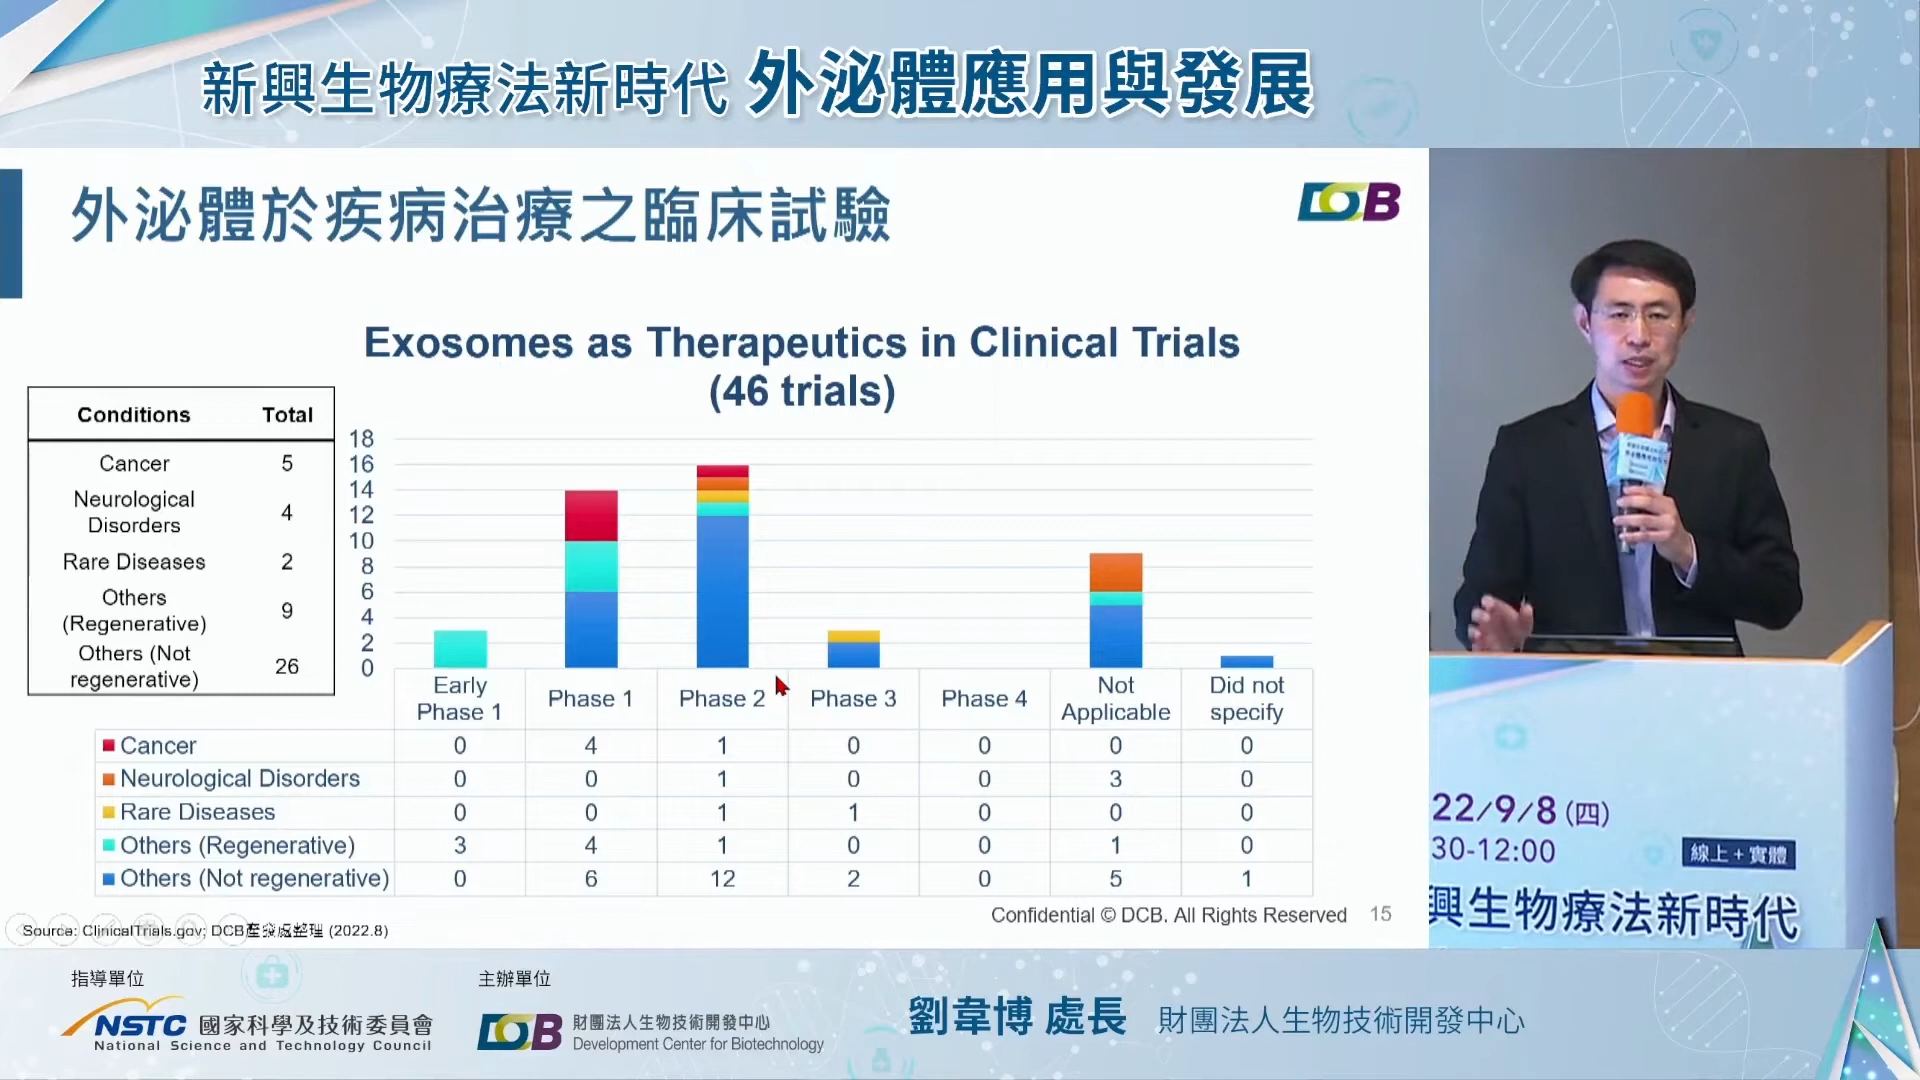 新興生物療法新時代 外泌體應用與發展
外泌體於疾病治療之臨床試驗
DCB
Exosomes as Therapeutics in Clinical Trials
(46 trials)
Conditions Total
Cancer 5
Neurological Disorders 4
Rare Diseases 2
Others (Regenerative) 9
Others (Not regenerative) 26
18
16
14
12
10
8
6
4
2
0
Early Phase 1 Phase 1 Phase 2 Phase 3 Phase 4 Not Applicable Did not specify
Cancer 0 4 1 0 0 0 0
Neurological Disorders 0 0 1 0 0 3 0
Rare Diseases 0 0 1 1 0 0 0
Others (Regenerative) 3 4 1 0 0 1 0
Others (Not regenerative) 0 6 12 2 0 5 1
Confidential © DCB. All Rights Reserved 15
Source: ClinicalTrials.gov; DCB產發處整理 (2022.8)
22/9/8 (四)
30-12:00
線上+實體
興生物療法新時代
指導單位
NSTC 國家科學及技術委員會
National Science and Technology Council
主辦單位
DCB 財團法人生物技術開發中心
Development Center for Biotechnology
劉韋博 處長 財團法人生物技術開發中心